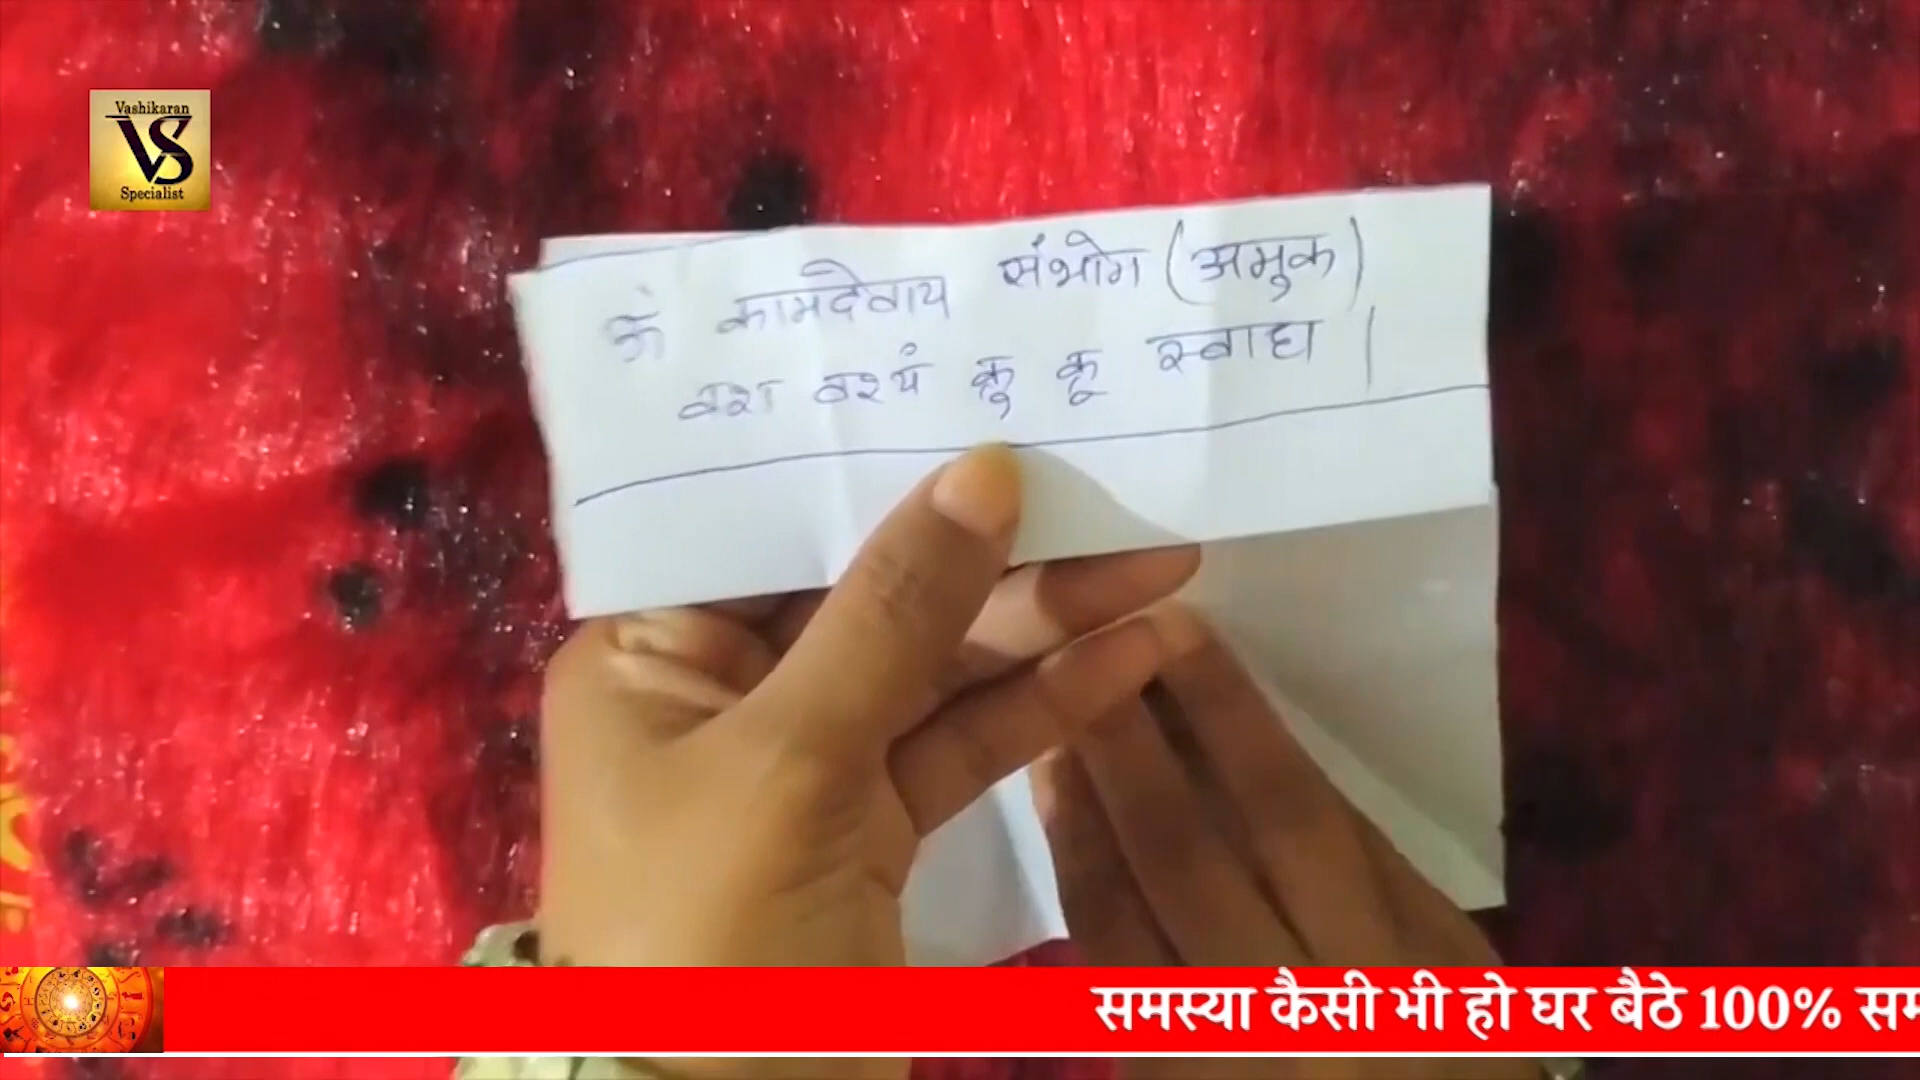 Vashikaran
VS
Specialist
ॐ कामदेवाय संभोग (अमुक)
वश वश्यं कु कू स्वाघा ।
समस्या कैसी भी हो घर बैठे 100% सम